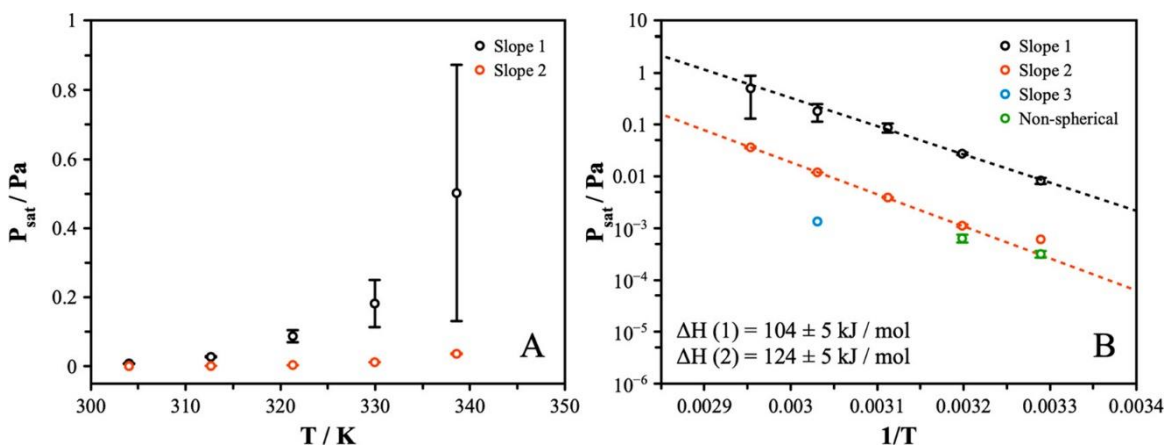 1
0.8
0.6
0.4
0.2
0
P_sat / Pa
Slope 1
Slope 2
A
300 310 320 330 340 350
T / K
10
1
0.1
0.01
10⁻³
10⁻⁴
10⁻⁵
10⁻⁶
P_sat / Pa
Slope 1
Slope 2
Slope 3
Non-spherical
ΔH (1) = 104 ± 5 kJ / mol
ΔH (2) = 124 ± 5 kJ / mol
B
0.0029 0.003 0.0031 0.0032 0.0033 0.0034
1/T